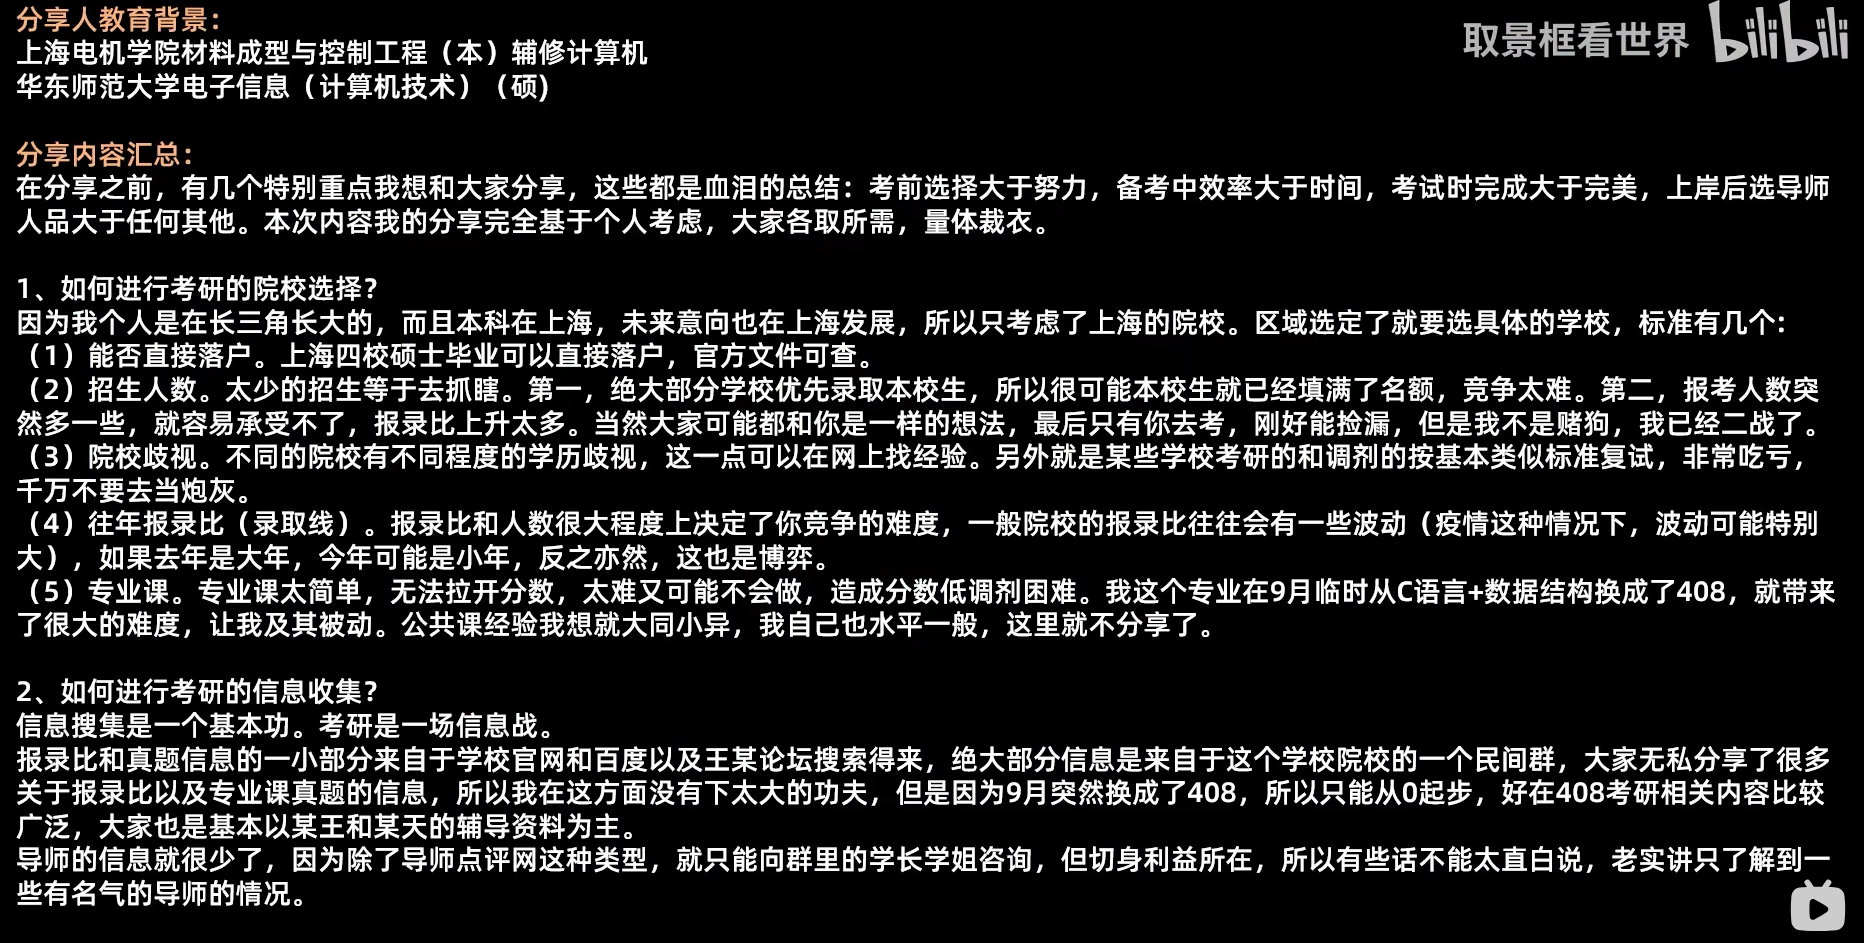 分享人教育背景：
取景框看世界 bilibili
上海电机学院材料成型与控制工程（本）辅修计算机
华东师范大学电子信息（计算机技术）（硕）
分享内容汇总：
在分享之前，有几个特别重点我想和大家分享，这些都是血泪的总结：考前选择大于努力，备考中效率大于时间，考试时完成大于完美，上岸后选导师
人品大于任何其他。本次内容我的分享完全基于个人考虑，大家各取所需，量体裁衣。
1、如何进行考研的院校选择？
因为我个人是在长三角长大的，而且本科在上海，未来意向也在上海发展，所以只考虑了上海的院校。区域选定了就要选具体的学校，标准有几个：
（1）能否直接落户。上海四校硕士毕业可以直接落户，官方文件可查。
（2）招生人数。太少的招生等于去抓瞎。第一，绝大部分学校优先录取本校生，所以很可能本校生就已经填满了名额，竞争太难。第二，报考人数突
然多一些，就容易承受不了，报录比上升太多。当然大家可能都和你是一样的想法，最后只有你去考，刚好能捡漏，但是我不是赌狗，我已经二战了。
（3）院校歧视。不同的院校有不同程度的学历歧视，这一点可以在网上找经验。另外就是某些学校考研的和调剂的按基本类似标准复试，非常吃亏，
千万不要去当炮灰。
（4）往年报录比（录取线）。报录比和人数很大程度上决定了你竞争的难度，一般院校的报录比往往会有一些波动（疫情这种情况下，波动可能特别
大），如果去年是大年，今年可能是小年，反之亦然，这也是博弈。
（5）专业课。专业课太简单，无法拉开分数，太难又可能不会做，造成分数低调剂困难。我这个专业在9月临时从C语言+数据结构换成了408，就带来
了很大的难度，让我及其被动。公共课经验我想就大同小异，我自己也水平一般，这里就不分享了。
2、如何进行考研的信息收集？
信息搜集是一个基本功。考研是一场信息战。
报录比和真题信息的一小部分来自于学校官网和百度以及王某论坛搜索得来，绝大部分信息是来自于这个学校院校的一个民间群，大家无私分享了很多
关于报录比以及专业课真题的信息，所以我在这方面没有下太大的功夫，但是因为9月突然换成了408，所以只能从0起步，好在408考研相关内容比较
广泛，大家也是基本以某王和某天的辅导资料为主。
导师的信息就很少了，因为除了导师点评网这种类型，就只能向群里的学长学姐咨询，但切身利益所在，所以有些话不能太直白说，老实讲只了解到一
些有名气的导师的情况。